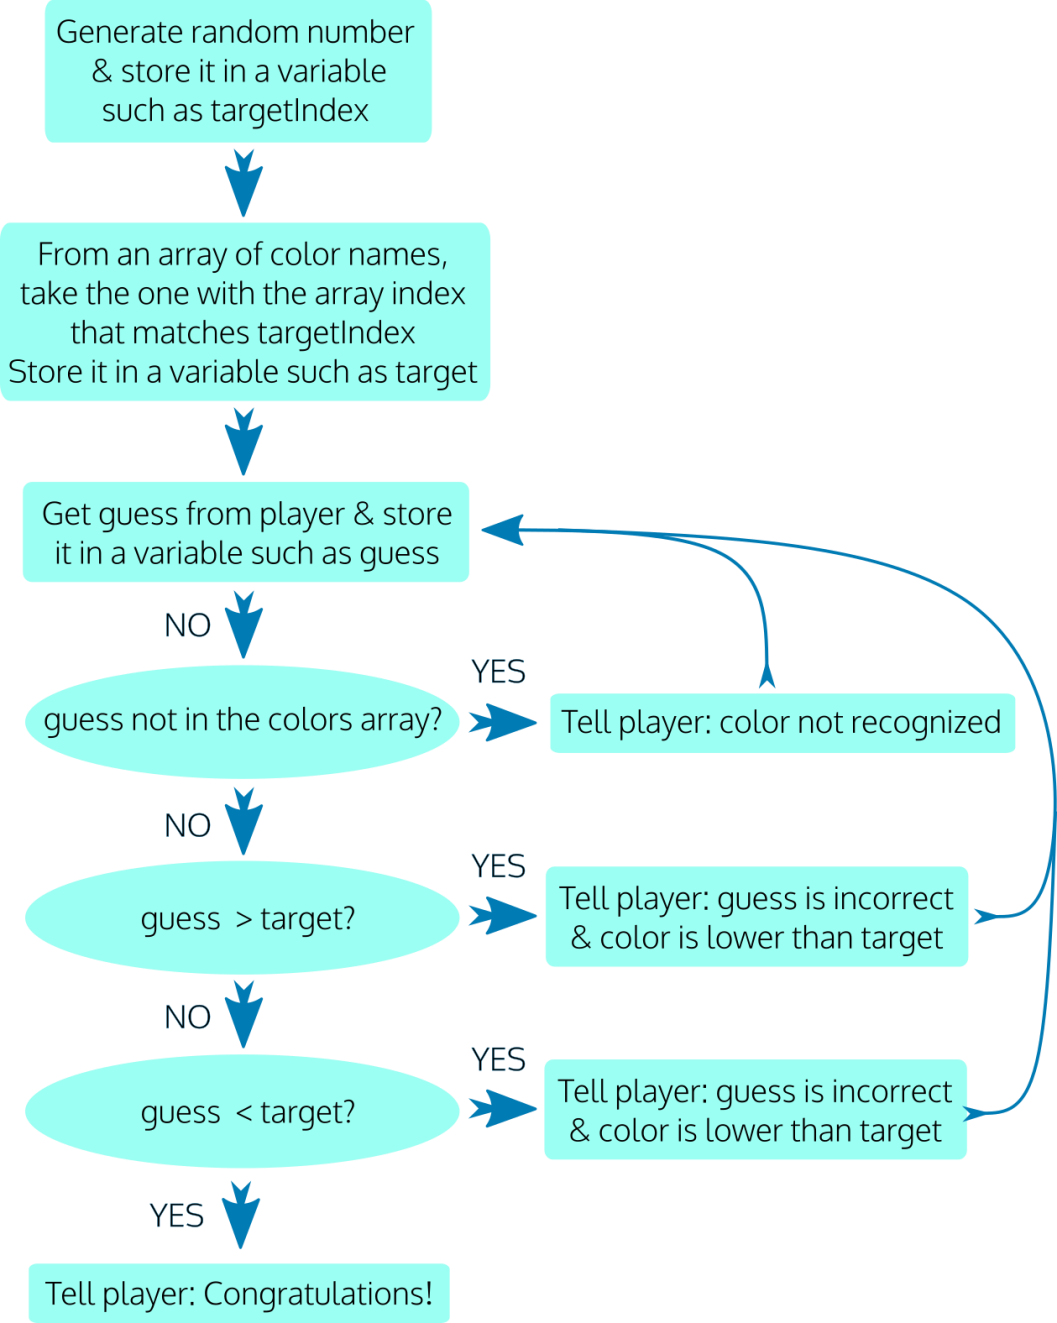 Generate random number
& store it in a variable
such as targetIndex
From an array of color names,
take the one with the array index
that matches targetIndex
Store it in a variable such as target
Get guess from player & store
it in a variable such as guess
NO
guess not in the colors array?
YES
Tell player: color not recognized
NO
guess > target?
YES
Tell player: guess is incorrect
& color is lower than target
NO
guess < target?
YES
Tell player: guess is incorrect
& color is lower than target
YES
Tell player: Congratulations!